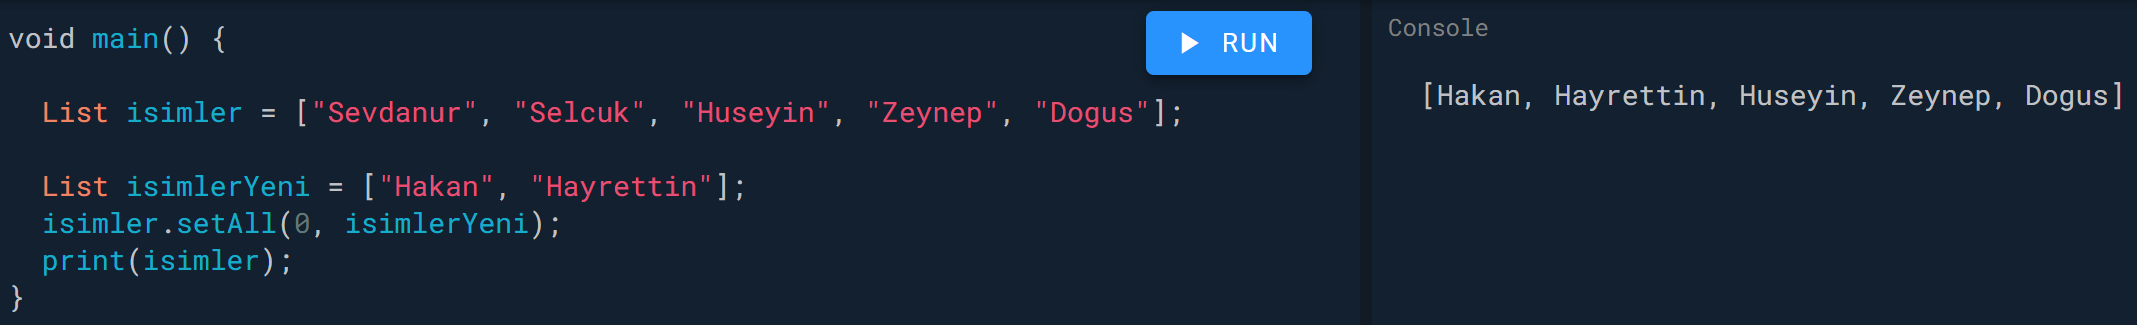 void main() {
RUN
List isimler = ["Sevdanur", "Selcuk", "Huseyin", "Zeynep", "Dogus"];
List isimlerYeni = ["Hakan", "Hayrettin"];
isimler.setAll(0, isimlerYeni);
print(isimler);
}
Console
[Hakan, Hayrettin, Huseyin, Zeynep, Dogus]